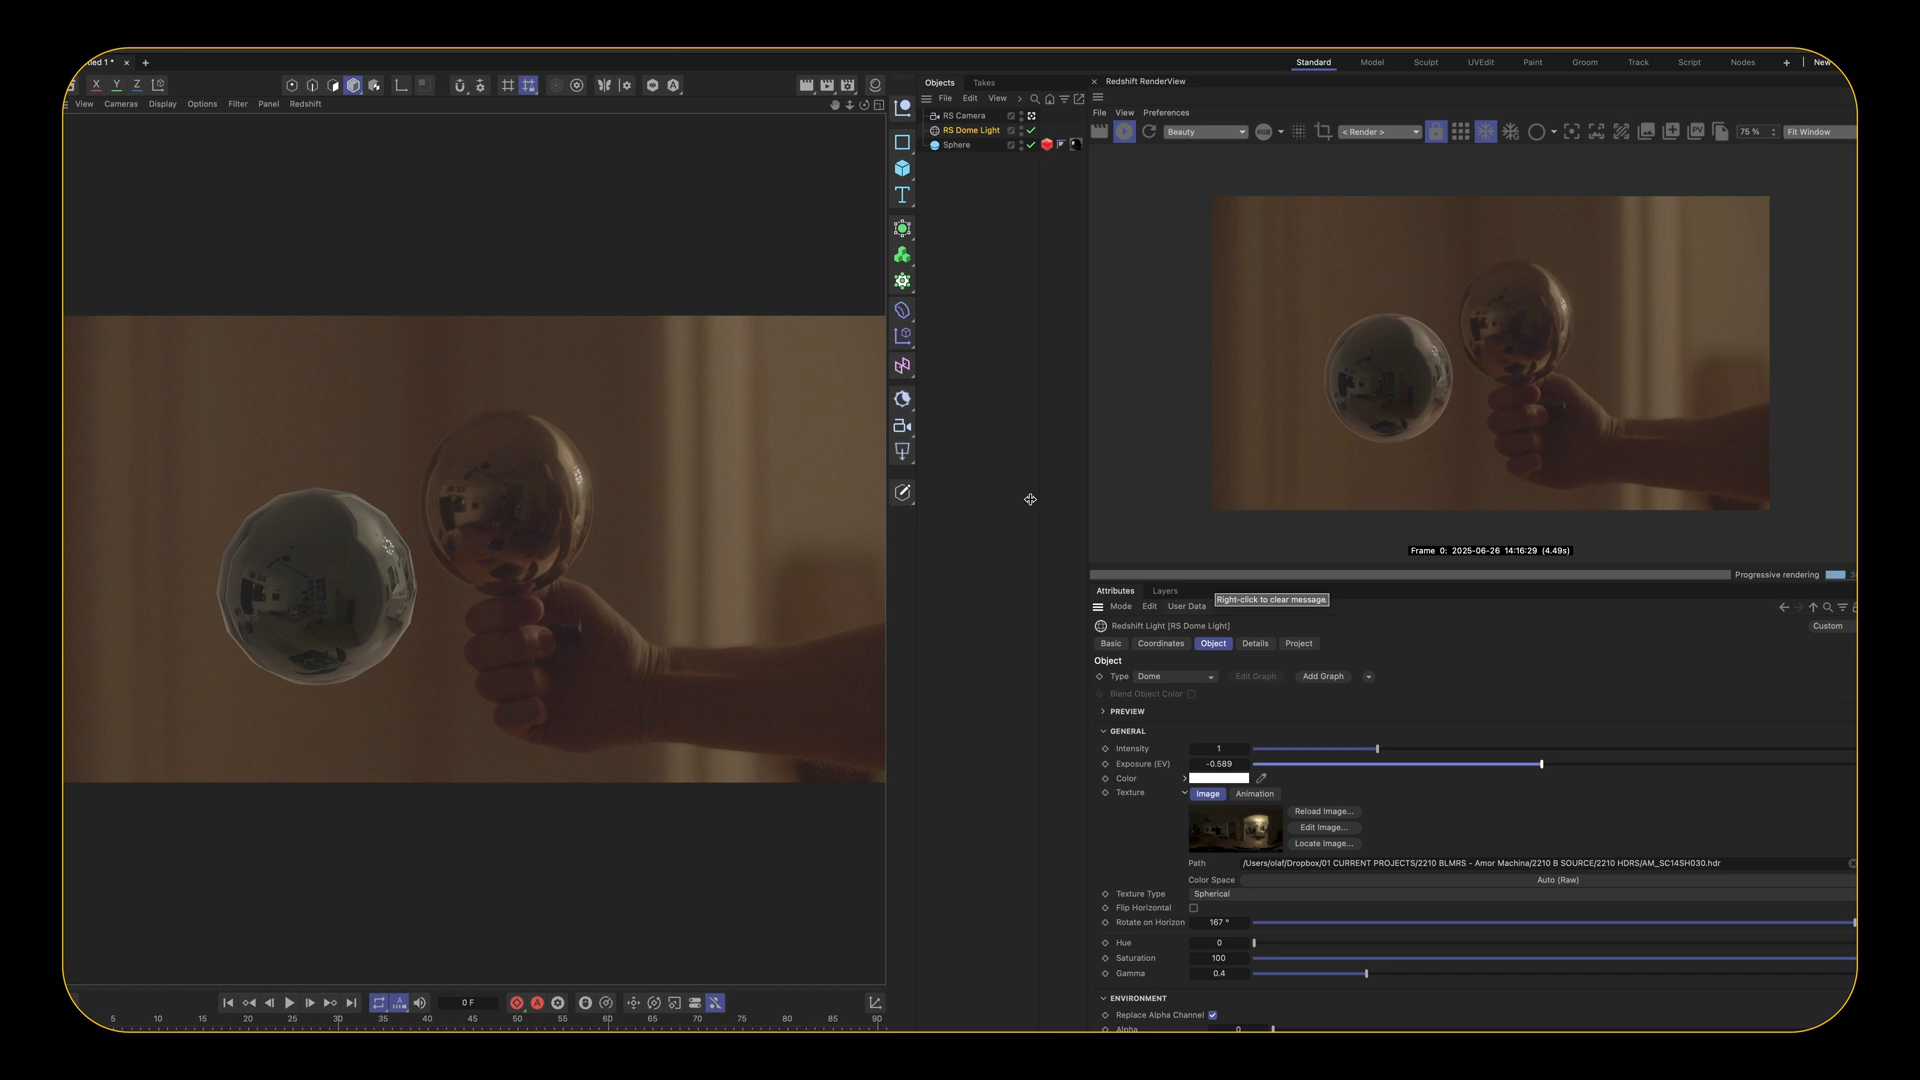 tled 1 *
Standard Model Sculpt UVEdit Paint Groom Track Script Nodes New
X Y Z
View Cameras Display Options Filter Panel Redshift
Objects Takes
File Edit View
RS Camera
RS Dome Light
Sphere
Redshift RenderView
File View Preferences
Beauty RGB < Render > PV 75 % Fit Window
Frame 0: 2025-06-26 14:16:29 (4.49s)
Progressive rendering
Attributes Layers
Right-click to clear message.
Mode Edit User Data
Redshift Light [RS Dome Light]
Custom
Basic Coordinates Object Details Project
Object
Type Dome Edit Graph Add Graph
Blend Object Color
PREVIEW
GENERAL
Intensity 1
Exposure (EV) -0.589
Color
Texture Image Animation
Reload Image...
Edit Image...
Locate Image...
Path /Users/olaf/Dropbox/01 CURRENT PROJECTS/2210 BLMRS - Amor Machina/2210 B SOURCE/2210 HDRS/AM_SC14SH030.hdr
Color Space Auto (Raw)
Texture Type Spherical
Flip Horizontal
Rotate on Horizon 167 °
Hue 0
Saturation 100
Gamma 0.4
ENVIRONMENT
Replace Alpha Channel
Alpha 0
0 F
5 10 15 20 25 30 35 40 45 50 55 60 65 70 75 80 85 90